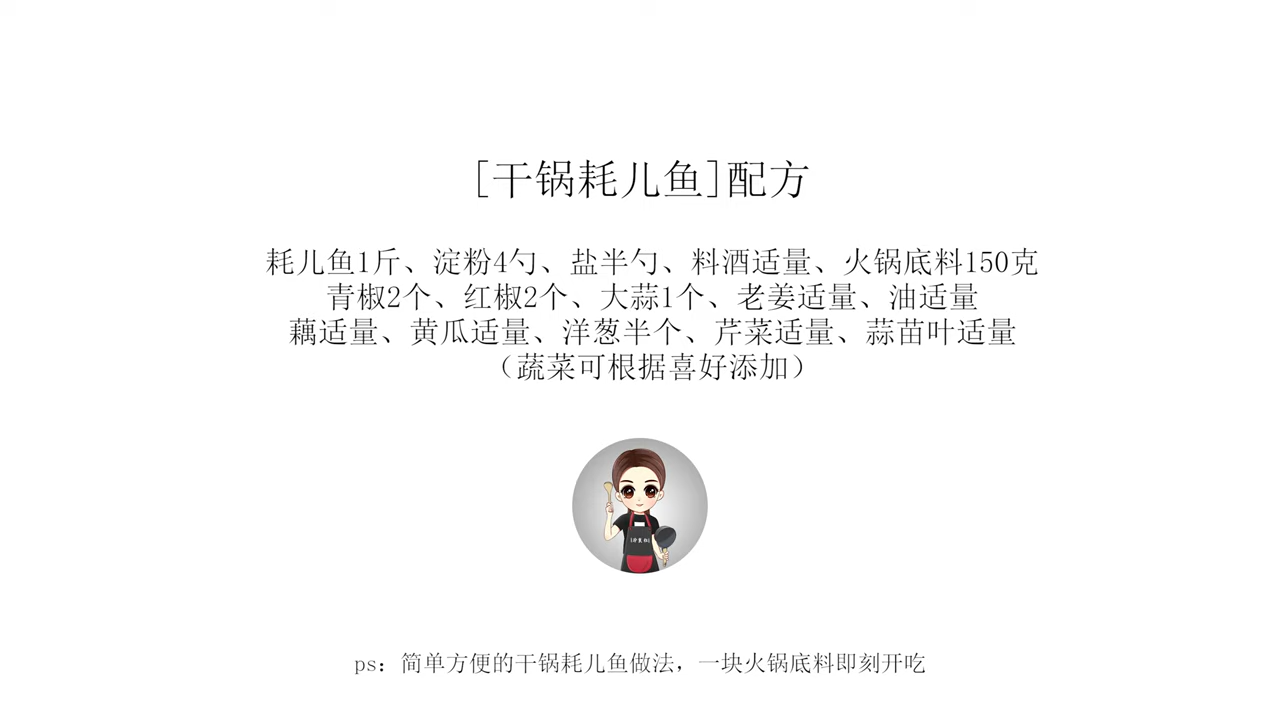 [干锅耗儿鱼]配方
耗儿鱼1斤、淀粉4勺、盐半勺、料酒适量、火锅底料150克
青椒2个、红椒2个、大蒜1个、老姜适量、油适量
藕适量、黄瓜适量、洋葱半个、芹菜适量、蒜苗叶适量
（蔬菜可根据喜好添加）
ps：简单方便的干锅耗儿鱼做法，一块火锅底料即刻开吃